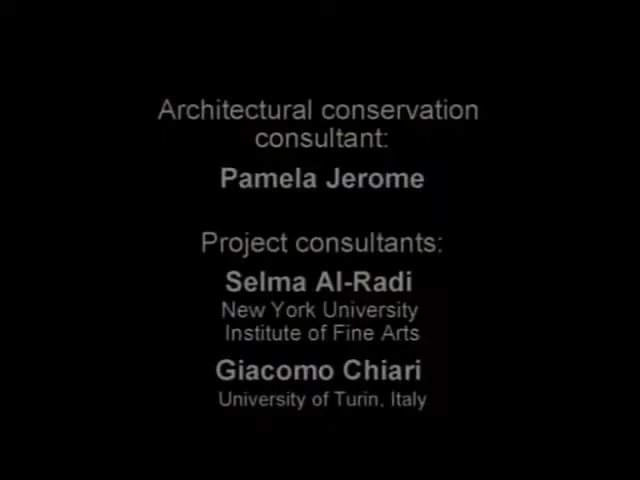 Architectural conservation
consultant:
Pamela Jerome
Project consultants:
Selma Al-Radi
New York University
Institute of Fine Arts
Giacomo Chiari
University of Turin, Italy